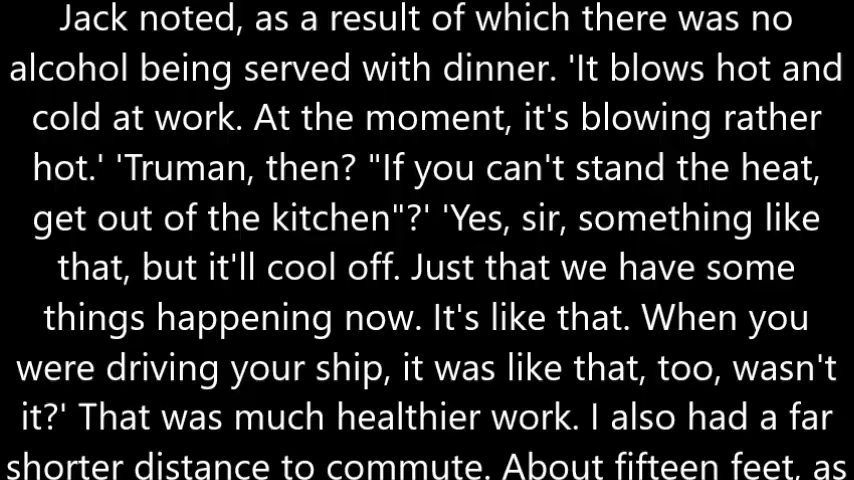 Jack noted, as a result of which there was no
alcohol being served with dinner. 'It blows hot and
cold at work. At the moment, it's blowing rather
hot.' 'Truman, then? "If you can't stand the heat,
get out of the kitchen"?' 'Yes, sir, something like
that, but it'll cool off. Just that we have some
things happening now. It's like that. When you
were driving your ship, it was like that, too, wasn't
it?' That was much healthier work. I also had a far
shorter distance to commute. About fifteen feet, as